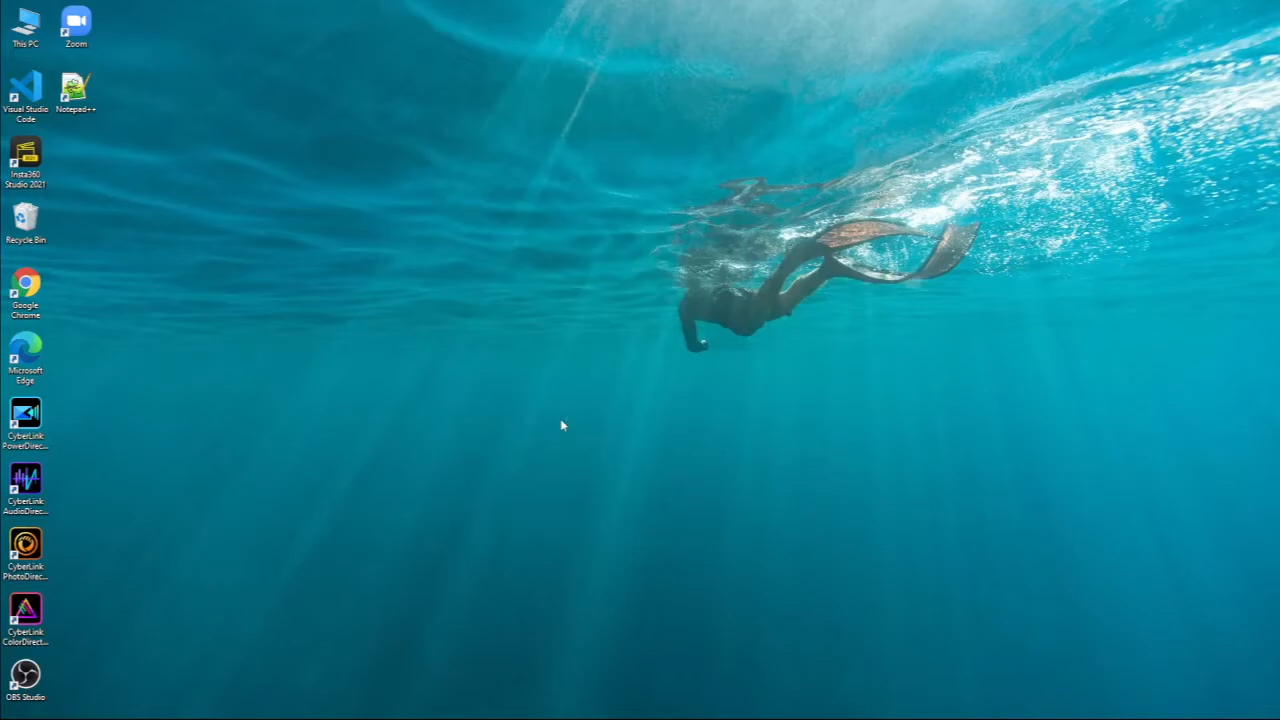 This PC
Zoom
Visual Studio
Code
Notepad++
Insta360
Studio 2021
Recycle Bin
Google
Chrome
Microsoft
Edge
CyberLink
PowerDirec...
CyberLink
AudioDirec...
CyberLink
PhotoDirec...
CyberLink
ColorDirect...
OBS Studio